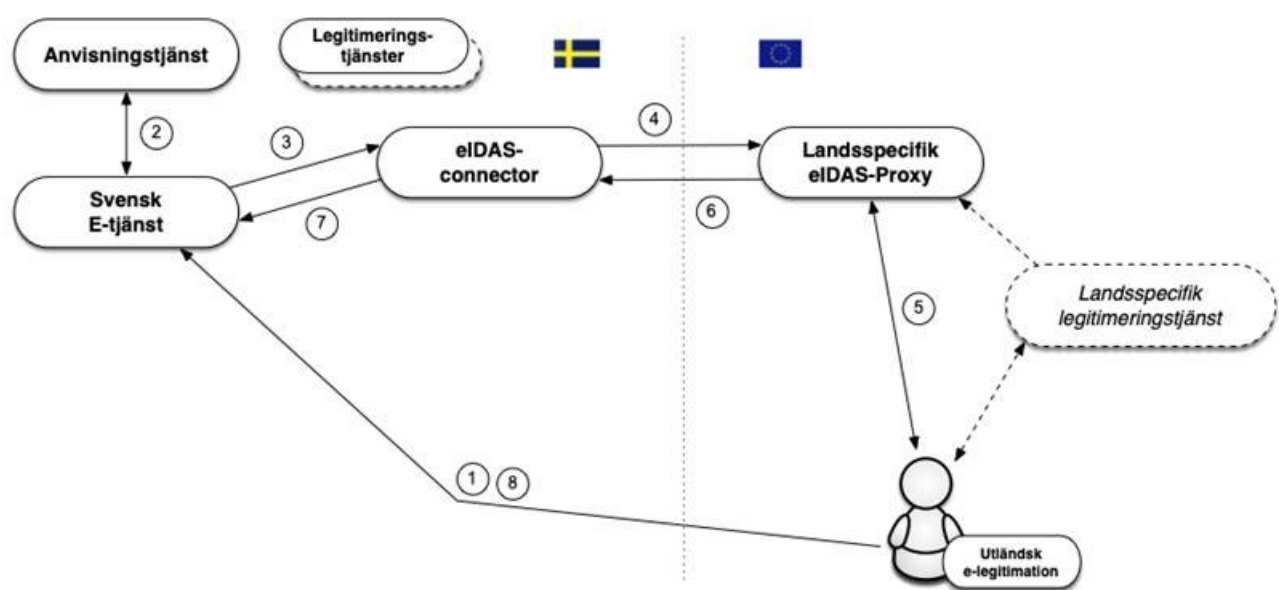 Anvisningstjänst
Legitimerings-
tjänster
2
3
4
eIDAS-
connector
Landsspecifik
eIDAS-Proxy
Svensk
E-tjänst
7
6
5
Landsspecifik
legitimeringstjänst
1
8
Utländsk
e-legitimation